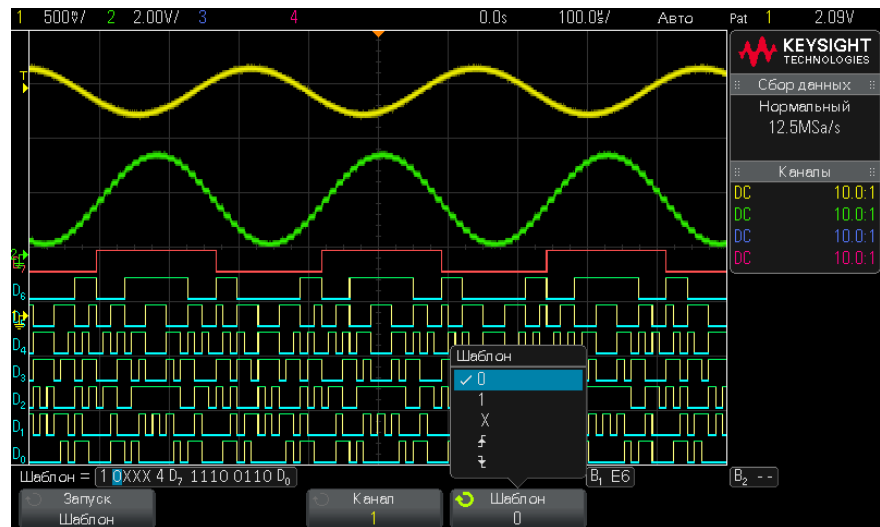 1 500mV/ 2 2.00V/ 3 4 0.0s 100.0µs/ Авто Pat 1 2.09V
KEYSIGHT
TECHNOLOGIES
Сбор данных
Нормальный
12.5MSa/s
Каналы
DC 10.0:1
DC 10.0:1
DC 10.0:1
DC 10.0:1
T
2
D₆
D₄
D₃
D₂
D₁
D₀
Шаблон
0
1
X
Шаблон = 1 0XXX 4 D₇ 1110 0110 D₀ B₁ E6 B₂ --
Запуск Канал Шаблон
Шаблон 1 0